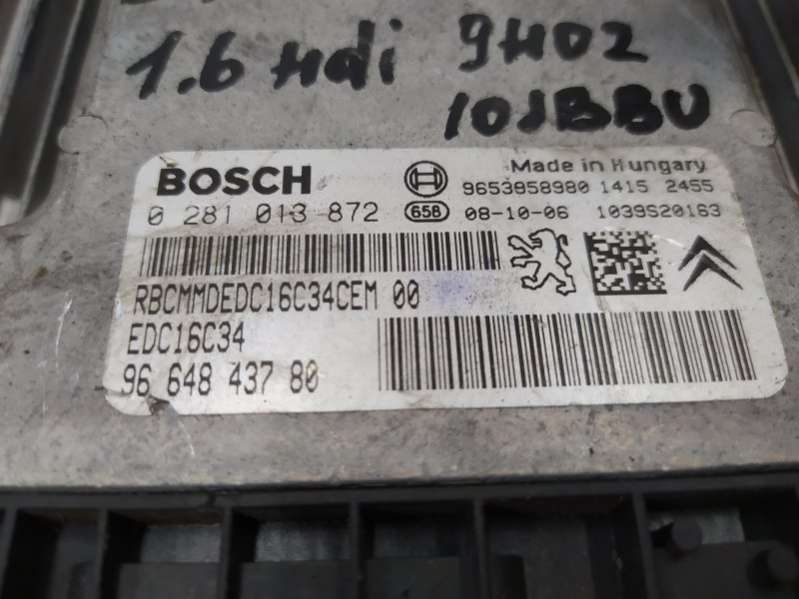 1.6 HDi 9H02
10JBBU
BOSCH
Made in Hungary
9653958980 1415 2455
0 281 013 872 656 08-10-06 1039S20163
RBCMMDEDC16C34CEM 00
EDC16C34
96 648 437 80